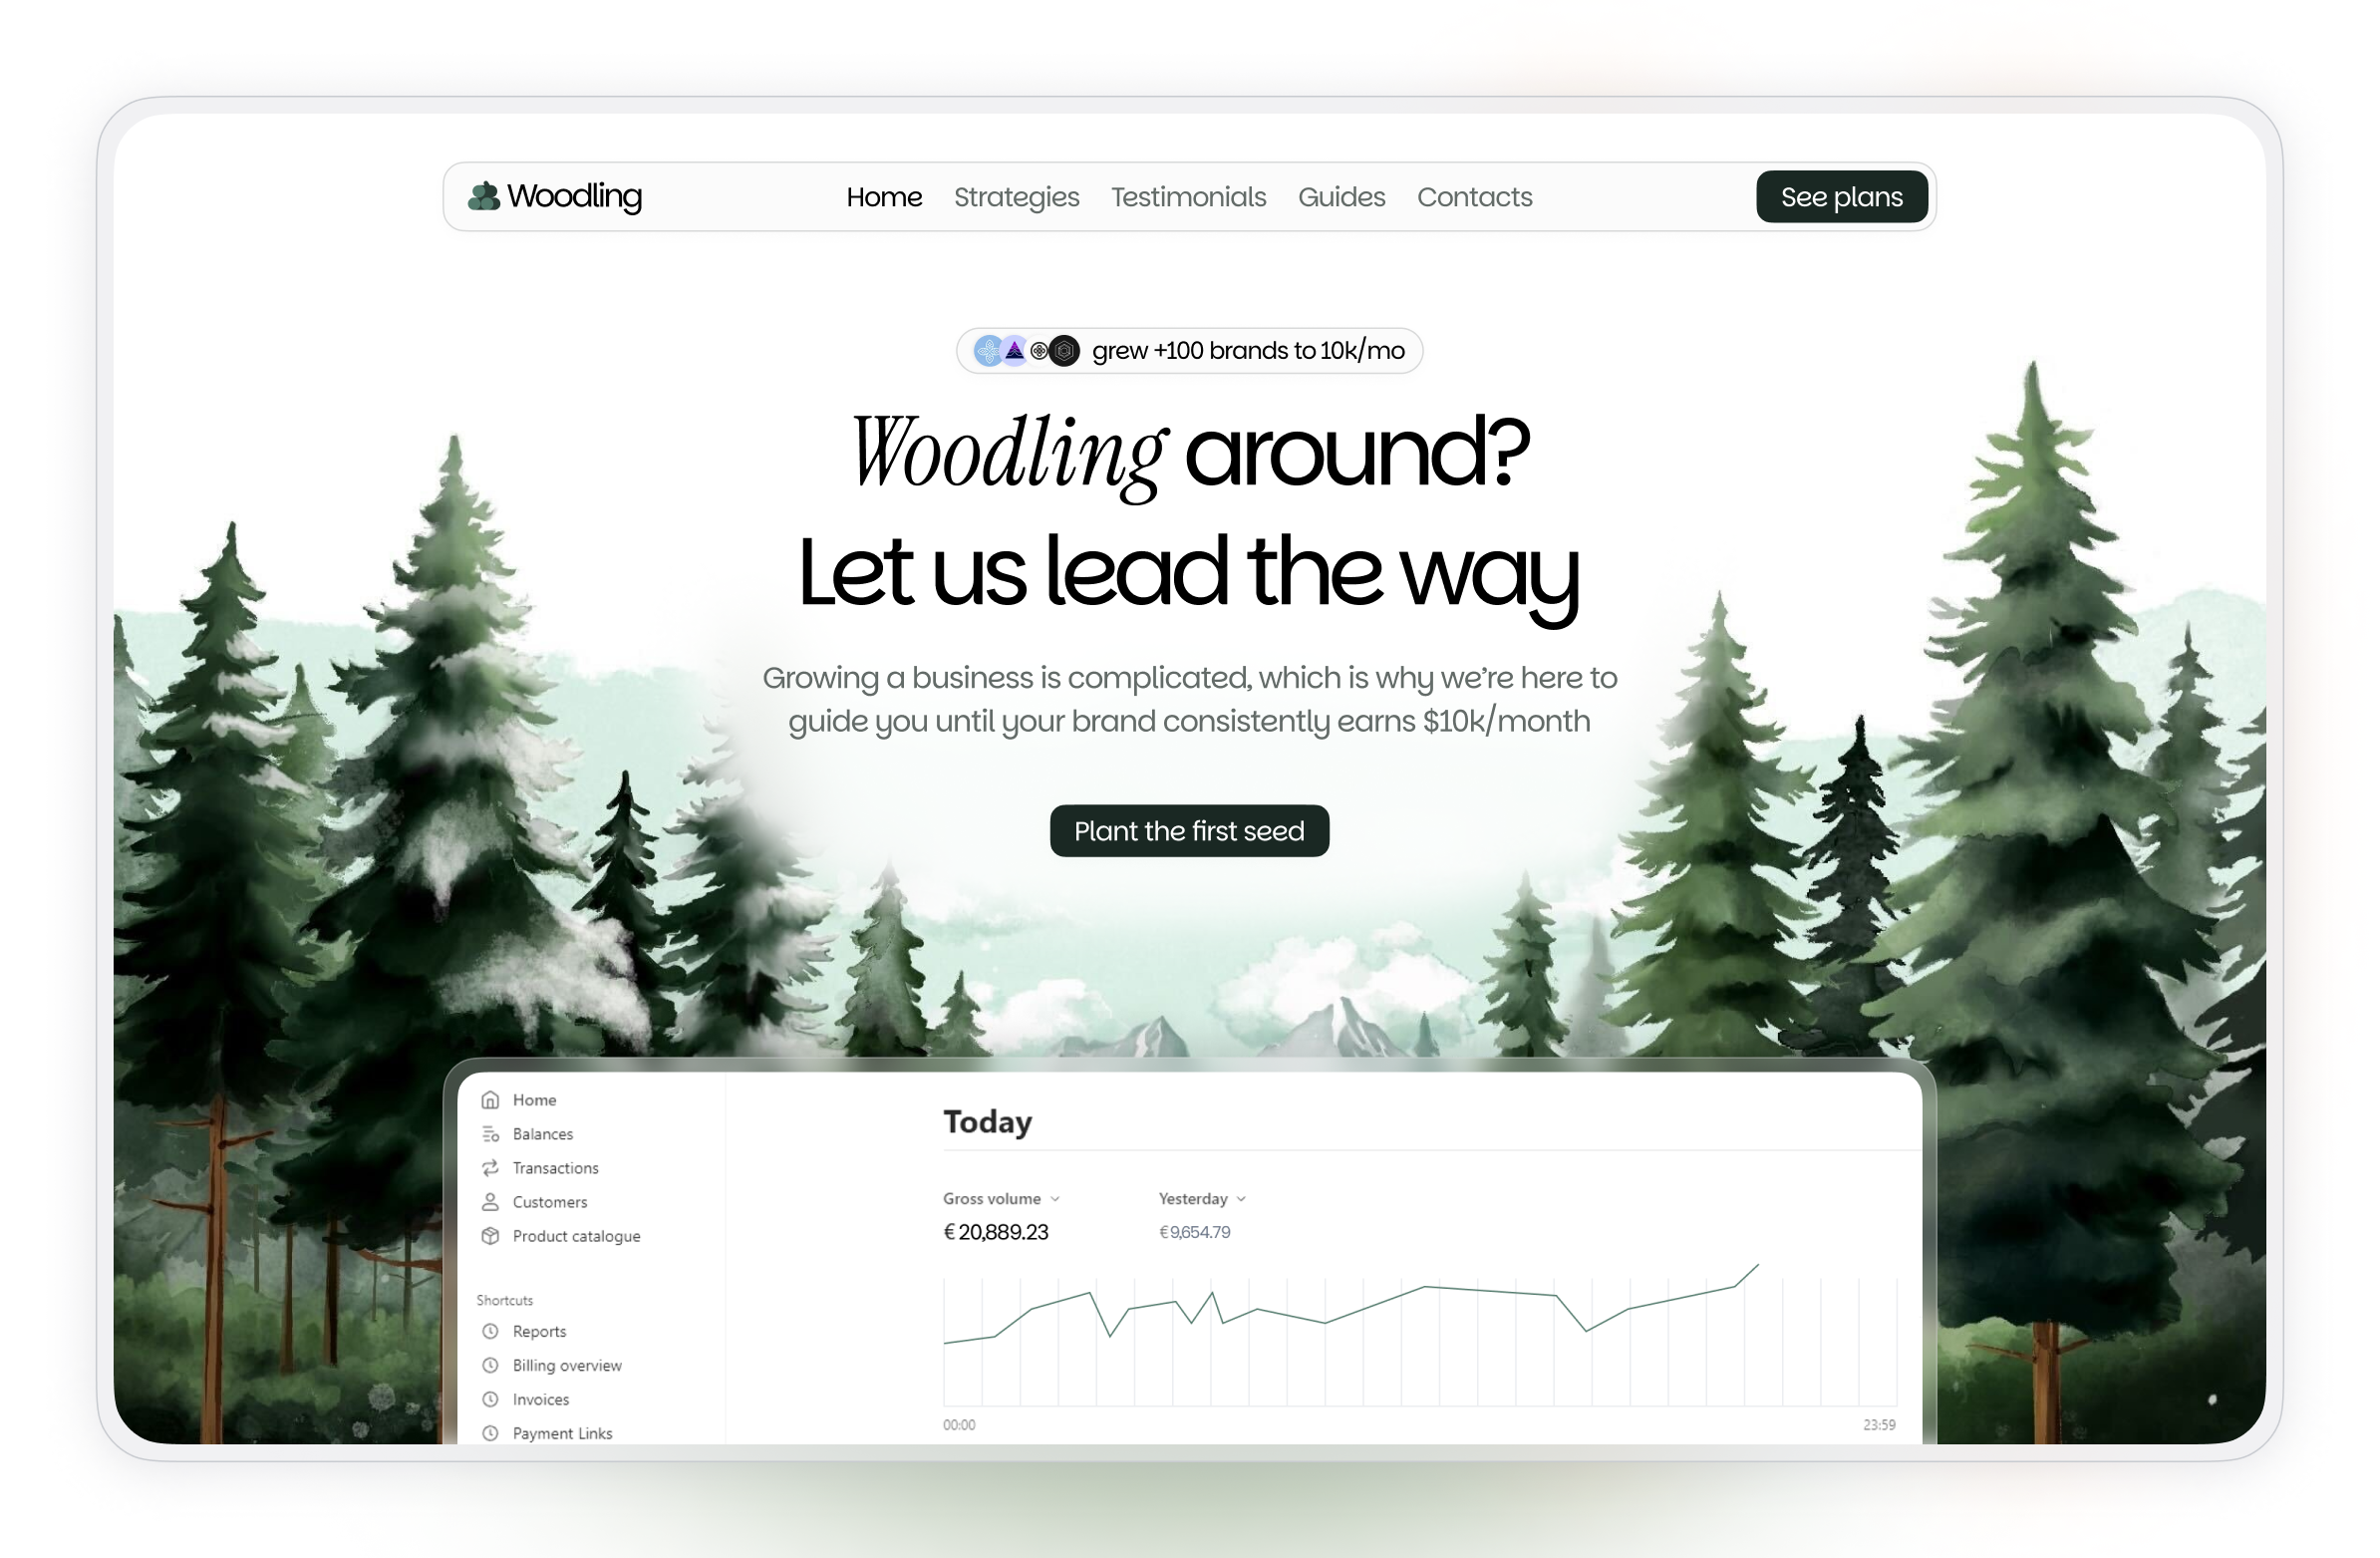 Woodling
Home Strategies Testimonials Guides Contacts
See plans
grew +100 brands to 10k/mo
Woodling around?
Let us lead the way
Growing a business is complicated, which is why we’re here to
guide you until your brand consistently earns $10k/month
Plant the first seed
Home
Balances
Transactions
Customers
Product catalogue
Shortcuts
Reports
Billing overview
Invoices
Payment Links
Today
Gross volume Yesterday
€ 20,889.23 €9,654.79
00:00 23:59